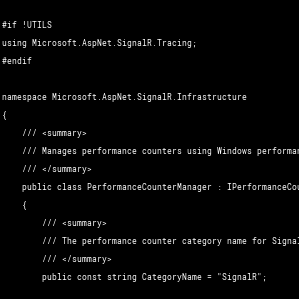 #if !UTILS
using Microsoft.AspNet.SignalR.Tracing;
#endif
namespace Microsoft.AspNet.SignalR.Infrastructure
{
/// <summary>
/// Manages performance counters using Windows performan
/// </summary>
public class PerformanceCounterManager : IPerformanceCou
{
/// <summary>
/// The performance counter category name for Signal
/// </summary>
public const string CategoryName = "SignalR";